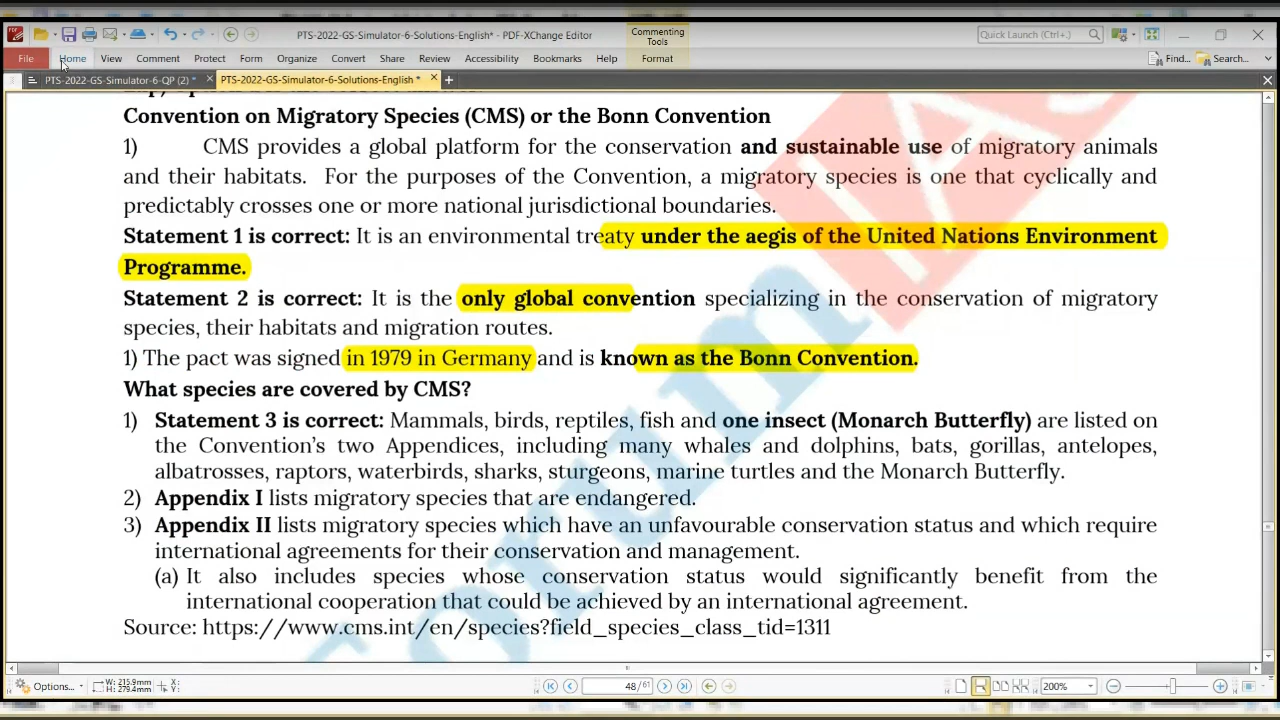 PTS-2022-GS-Simulator-6-Solutions-English* - PDF-XChange Editor
Commenting Tools
Quick Launch (Ctrl+.)
File Home View Comment Protect Form Organize Convert Share Review Accessibility Bookmarks Help Format Find... Search...
PTS-2022-GS-Simulator-6-QP (2) * PTS-2022-GS-Simulator-6-Solutions-English *
Convention on Migratory Species (CMS) or the Bonn Convention
1) CMS provides a global platform for the conservation and sustainable use of migratory animals
and their habitats. For the purposes of the Convention, a migratory species is one that cyclically and
predictably crosses one or more national jurisdictional boundaries.
Statement 1 is correct: It is an environmental treaty under the aegis of the United Nations Environment
Programme.
Statement 2 is correct: It is the only global convention specializing in the conservation of migratory
species, their habitats and migration routes.
1) The pact was signed in 1979 in Germany and is known as the Bonn Convention.
What species are covered by CMS?
1) Statement 3 is correct: Mammals, birds, reptiles, fish and one insect (Monarch Butterfly) are listed on
the Convention's two Appendices, including many whales and dolphins, bats, gorillas, antelopes,
albatrosses, raptors, waterbirds, sharks, sturgeons, marine turtles and the Monarch Butterfly.
2) Appendix I lists migratory species that are endangered.
3) Appendix II lists migratory species which have an unfavourable conservation status and which require
international agreements for their conservation and management.
(a) It also includes species whose conservation status would significantly benefit from the
international cooperation that could be achieved by an international agreement.
Source: https://www.cms.int/en/species?field_species_class_tid=1311
Forum IAS
Options... W: 215.9mm X: 48/61 200%
H: 279.4mm Y: